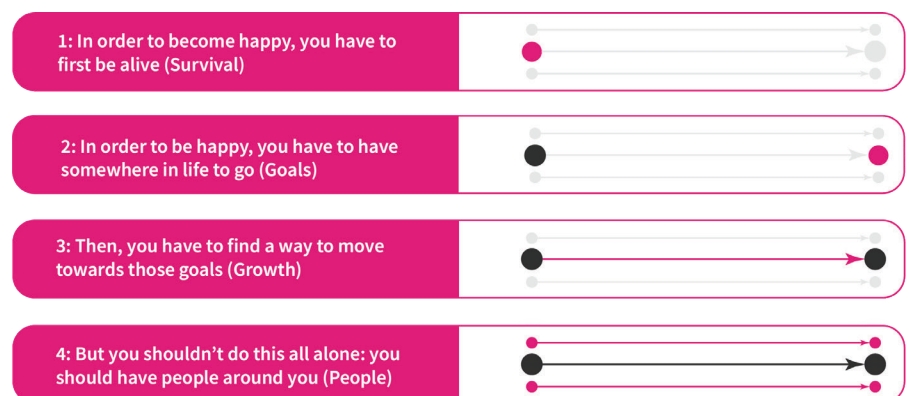 1: In order to become happy, you have to
first be alive (Survival)
2: In order to be happy, you have to have
somewhere in life to go (Goals)
3: Then, you have to find a way to move
towards those goals (Growth)
4: But you shouldn’t do this all alone: you
should have people around you (People)